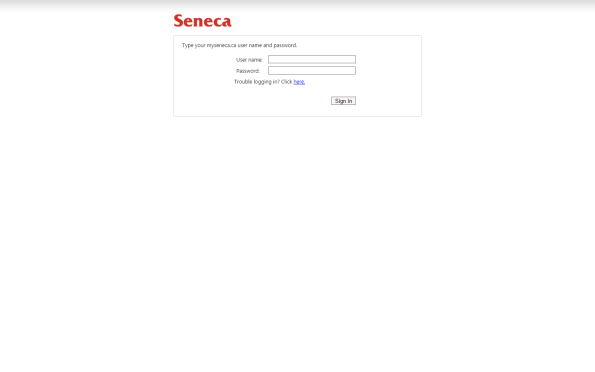 Seneca
Type your myseneca.ca user name and password.
User name:
Password:
Trouble logging in? Click here.
Sign In